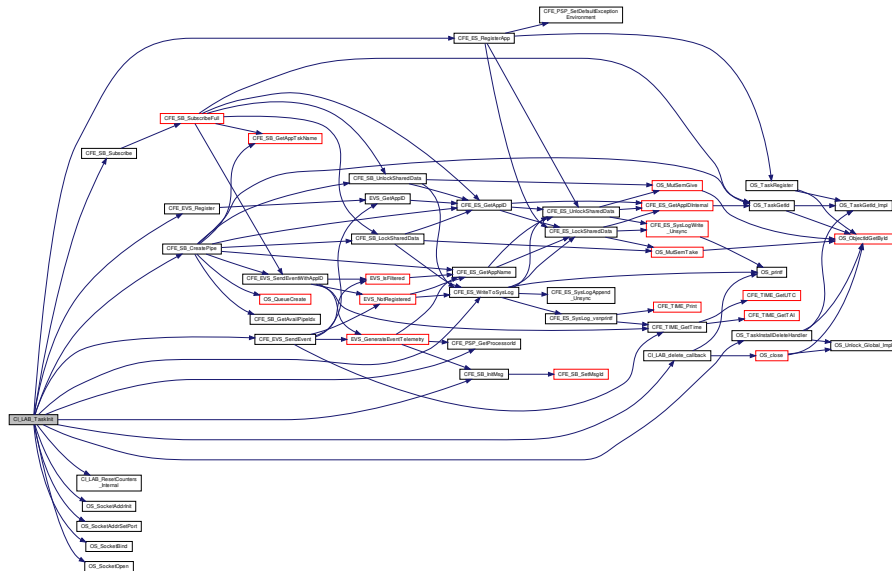 CFE_PSP_SetDefaultException
Environment
CFE_ES_RegisterApp
CFE_SB_SubscribeFull
CFE_SB_GetAppTskName
CFE_SB_Subscribe
CFE_SB_UnlockSharedData
OS_MutSemGive
OS_TaskRegister
EVS_GetAppID
CFE_ES_GetAppID
CFE_ES_GetAppIDInternal
OS_TaskGetId
OS_TaskGetId_Impl
CFE_EVS_Register
CFE_ES_UnlockSharedData
CFE_ES_SysLogWrite
_Unsync
CFE_ES_LockSharedData
CFE_SB_LockSharedData
OS_ObjectIdGetById
CFE_SB_CreatePipe
OS_MutSemTake
CFE_ES_GetAppName
OS_printf
CFE_EVS_SendEventWithAppID
EVS_IsFiltered
CFE_ES_WriteToSysLog
CFE_ES_SysLogAppend
_Unsync
OS_QueueCreate
EVS_NotRegistered
CFE_TIME_GetUTC
CFE_TIME_Print
CFE_SB_GetAvailPipeIdx
CFE_ES_SysLog_vsnprintf
CFE_TIME_GetTAI
CFE_TIME_GetTime
CFE_EVS_SendEvent
EVS_GenerateEventTelemetry
CFE_PSP_GetProcessorId
OS_TaskInstallDeleteHandler
OS_Unlock_Global_Impl
CI_LAB_delete_callback
OS_close
CFE_SB_InitMsg
CFE_SB_SetMsgId
CI_LAB_TaskInit
CI_LAB_ResetCounters
_Internal
OS_SocketAddrInit
OS_SocketAddrSetPort
OS_SocketBind
OS_SocketOpen